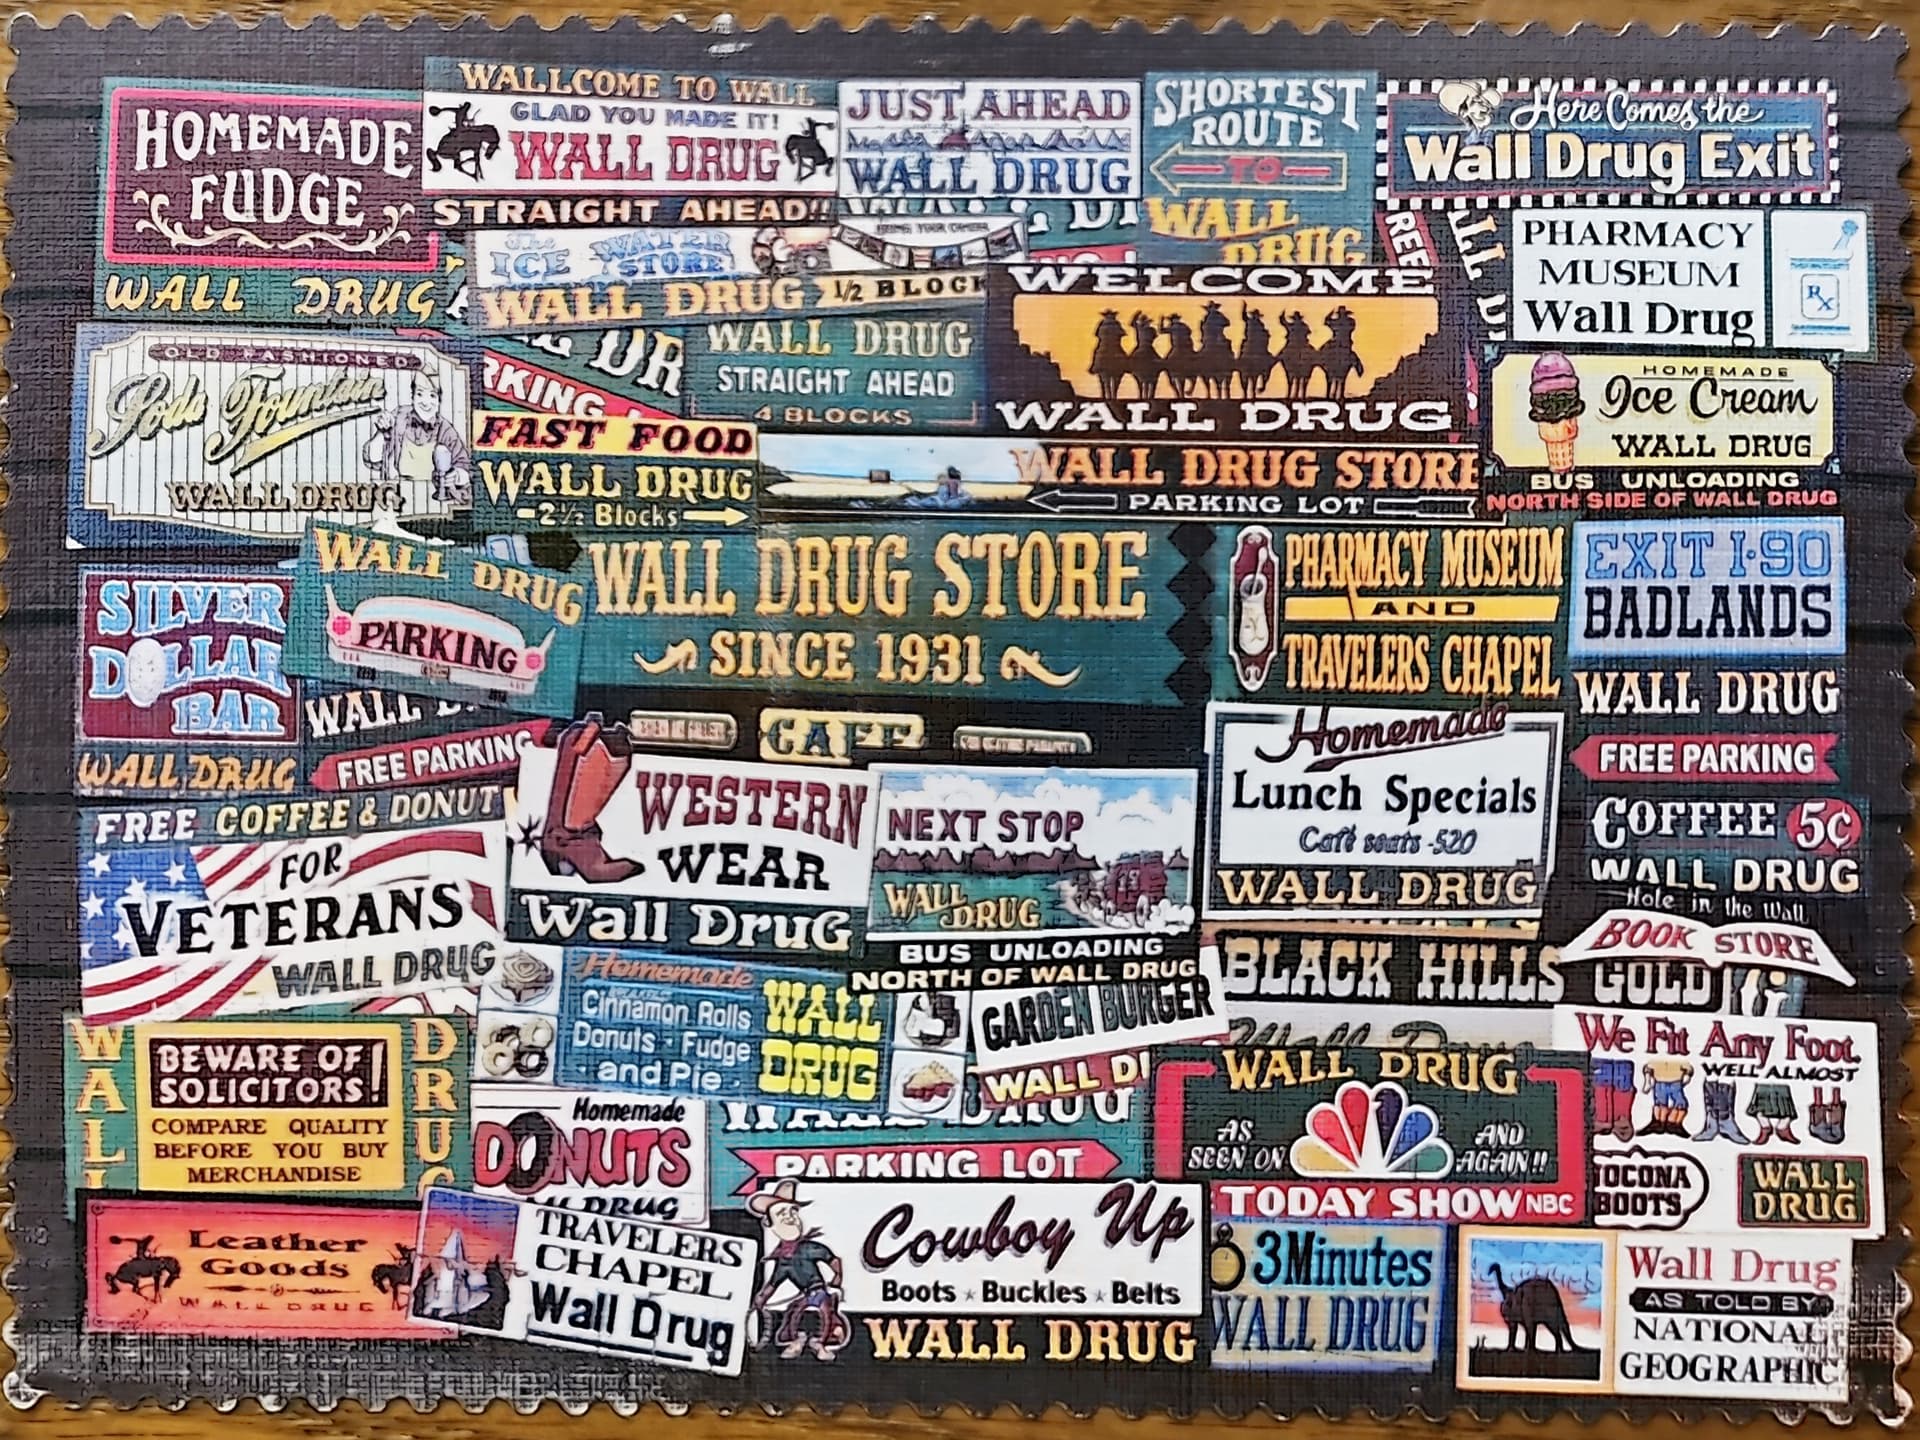 HOMEMADE
FUDGE
WALL DRUG
WALLCOME TO WALL
GLAD YOU MADE IT!
WALL DRUG
STRAIGHT AHEAD!!
JUST AHEAD
WALL DRUG
SHORTEST
ROUTE
TO
WALL
DRUG
Here Comes the
Wall Drug Exit
The
ICE WATER
STORE
WALL DRUG 1/2 BLOCK
FREE
PHARMACY
MUSEUM
Wall Drug
Rx
OLD FASHIONED
Soda Fountain
WALL DRUG
RKING
DR
WALL DRUG
STRAIGHT AHEAD
4 BLOCKS
WELCOME
WALL DRUG
HOMEMADE
Ice Cream
WALL DRUG
BUS UNLOADING
NORTH SIDE OF WALL DRUG
FAST FOOD
WALL DRUG
2½ Blocks
WALL DRUG STORE
PARKING LOT
SILVER
DOLLAR
BAR
WALL DRUG
WALL DRUG
PARKING
WALL
FREE PARKING
WALL DRUG STORE
SINCE 1931
PHARMACY MUSEUM
AND
TRAVELERS CHAPEL
EXIT I-90
BADLANDS
WALL DRUG
FREE PARKING
CAFE
FREE COFFEE & DONUT
FOR
VETERANS
WALL DRUG
WESTERN
WEAR
Wall Drug
NEXT STOP
WALL
DRUG
BUS UNLOADING
NORTH OF WALL DRUG
Homemade
Lunch Specials
Café seats -520
WALL DRUG
COFFEE 5¢
WALL DRUG
Hole in the Wall
BOOK STORE
BLACK HILLS GOLD
WALL
DRUG
BEWARE OF
SOLICITORS!
COMPARE QUALITY
BEFORE YOU BUY
MERCHANDISE
Homemade
Cinnamon Rolls
Donuts · Fudge
· and Pie ·
WALL
DRUG
GARDEN BURGER
WALL D
Homemade
DONUTS
DRUG
PARKING LOT
WALL DRUG
AS
SEEN ON
AND
AGAIN!!
TODAY SHOW NBC
We Fit Any Foot.
WELL ALMOST
NOCONA
BOOTS
WALL
DRUG
Leather
Goods
WALL DRUG
TRAVELERS
CHAPEL
Wall Drug
Cowboy Up
Boots ⋆ Buckles ⋆ Belts
WALL DRUG
3 Minutes
WALL DRUG
Wall Drug
AS TOLD BY
NATIONAL
GEOGRAPHIC